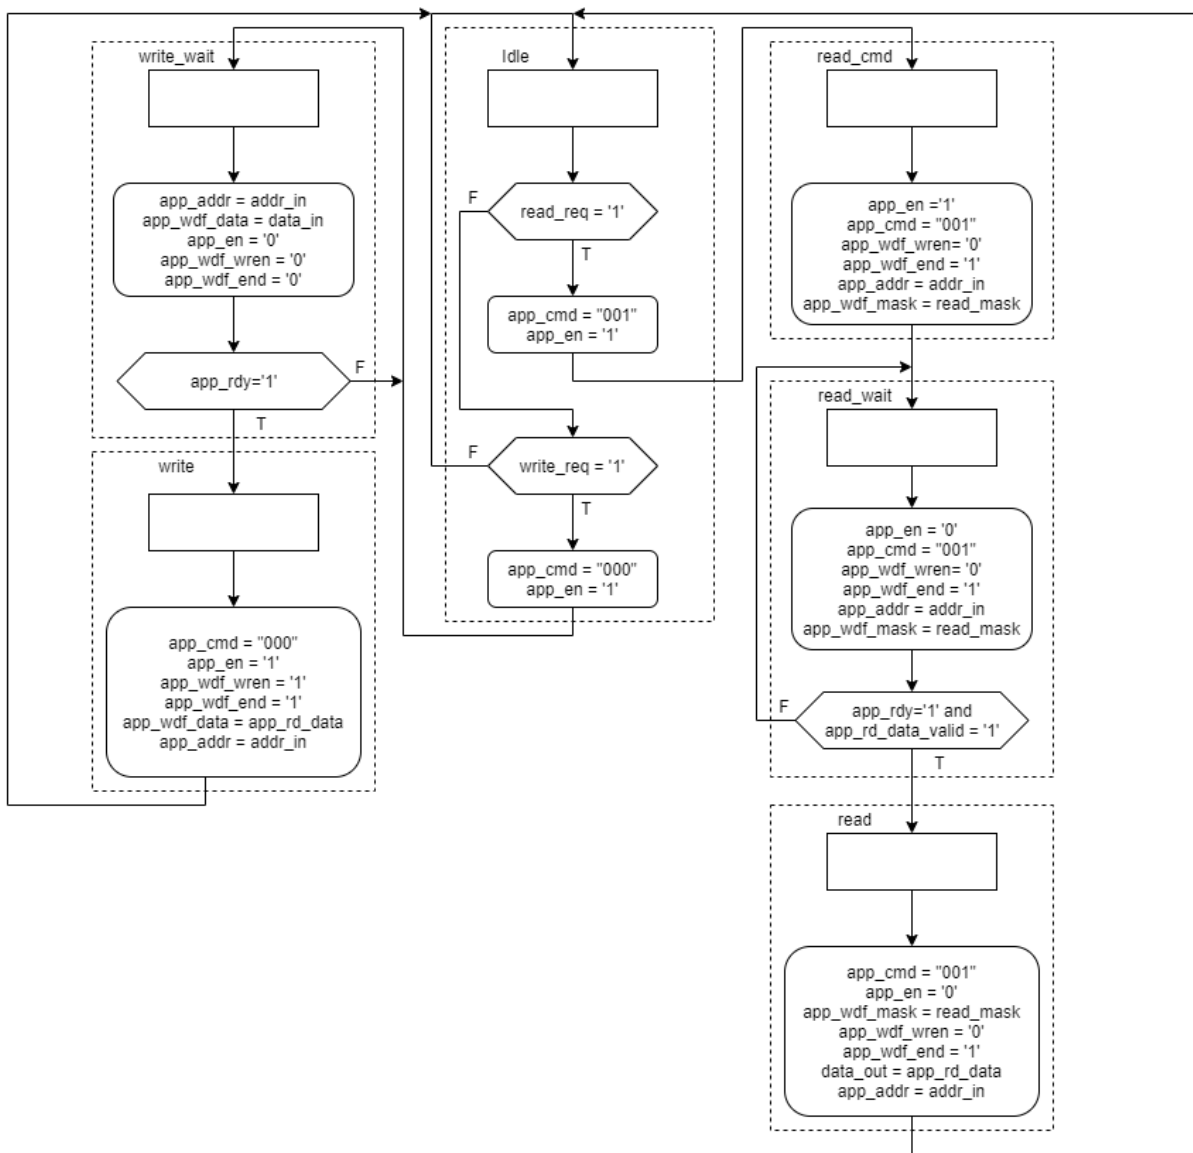 write_wait
app_addr = addr_in
app_wdf_data = data_in
app_en = '0'
app_wdf_wren = '0'
app_wdf_end = '0'
app_rdy='1'
F
T
write
app_cmd = "000"
app_en = '1'
app_wdf_wren = '1'
app_wdf_end = '1'
app_wdf_data = app_rd_data
app_addr = addr_in
Idle
F
read_req = '1'
T
app_cmd = "001"
app_en = '1'
F
write_req = '1'
T
app_cmd = "000"
app_en = '1'
read_cmd
app_en ='1'
app_cmd = "001"
app_wdf_wren= '0'
app_wdf_end = '1'
app_addr = addr_in
app_wdf_mask = read_mask
read_wait
app_en = '0'
app_cmd = "001"
app_wdf_wren= '0'
app_wdf_end = '1'
app_addr = addr_in
app_wdf_mask = read_mask
F
app_rdy='1' and
app_rd_data_valid = '1'
T
read
app_cmd = "001"
app_en = '0'
app_wdf_mask = read_mask
app_wdf_wren = '0'
app_wdf_end = '1'
data_out = app_rd_data
app_addr = addr_in